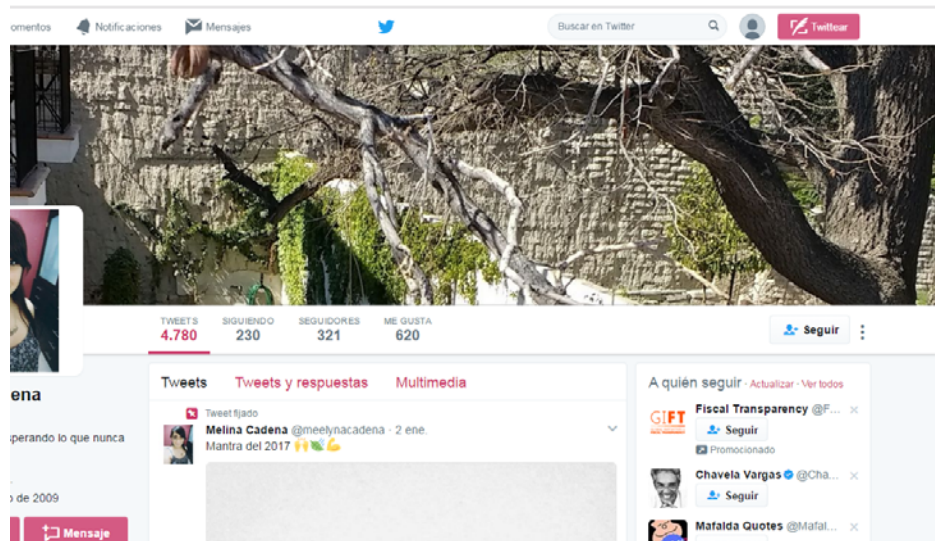 omentos Notificaciones Mensajes Buscar en Twitter Twittear
TWEETS SIGUIENDO SEGUIDORES ME GUSTA
4.780 230 321 620
Seguir
ena
sperando lo que nunca
o de 2009
Mensaje
Tweets Tweets y respuestas Multimedia
Tweet fijado
Melina Cadena @meelynacadena · 2 ene.
Mantra del 2017
A quién seguir · Actualizar · Ver todos
GIFT
Fiscal Transparency @F...
Seguir
Promocionado
Chavela Vargas @Cha...
Seguir
Mafalda Quotes @Mafal...